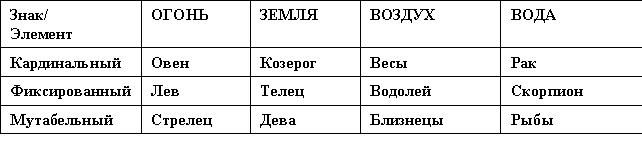 Знак/ ОГОНЬ ЗЕМЛЯ ВОЗДУХ ВОДА
Элемент
Кардинальный Овен Козерог Весы Рак
Фиксированный Лев Телец Водолей Скорпион
Мутабельный Стрелец Дева Близнецы Рыбы